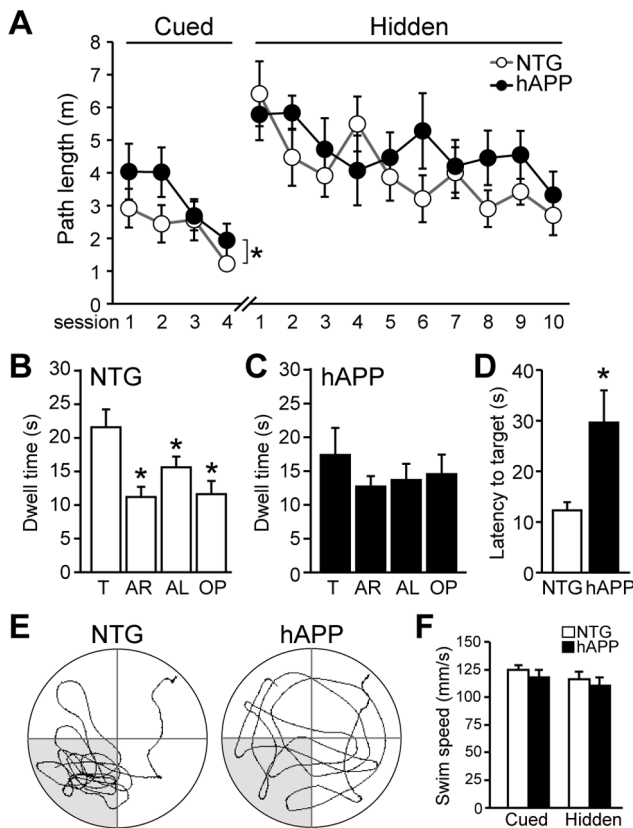 A
Cued Hidden
NTG
hAPP
Path length (m)
8
7
6
5
4
3
2
1
0
*
session 1 2 3 4 1 2 3 4 5 6 7 8 9 10
B NTG
Dwell time (s)
30
25
20
15
10
5
0
* * *
T AR AL OP
C hAPP
Dwell time (s)
30
25
20
15
10
5
0
T AR AL OP
D
Latency to target (s)
40
30
20
10
0
*
NTG hAPP
E
NTG hAPP
F
NTG
hAPP
Swim speed (mm/s)
150
125
100
75
50
25
0
Cued Hidden